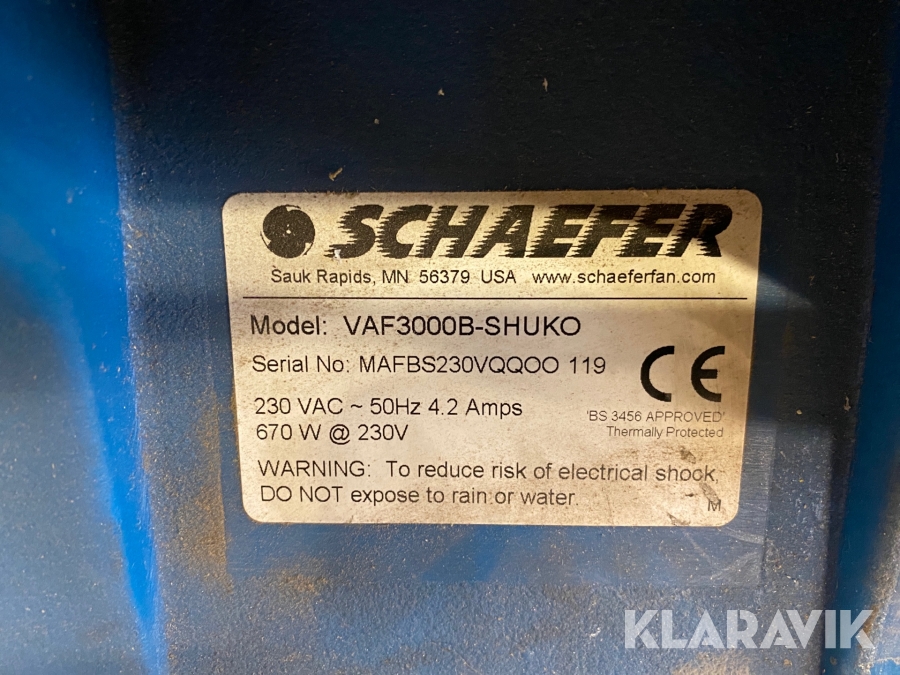 SCHAEFER
Sauk Rapids, MN 56379 USA www.schaeferfan.com
Model: VAF3000B-SHUKO
Serial No: MAFBS230VQQOO 119
CE
230 VAC ~ 50Hz 4.2 Amps
'BS 3456 APPROVED'
670 W @ 230V
Thermally Protected
WARNING: To reduce risk of electrical shock,
DO NOT expose to rain or water.
M
KLARAVIK